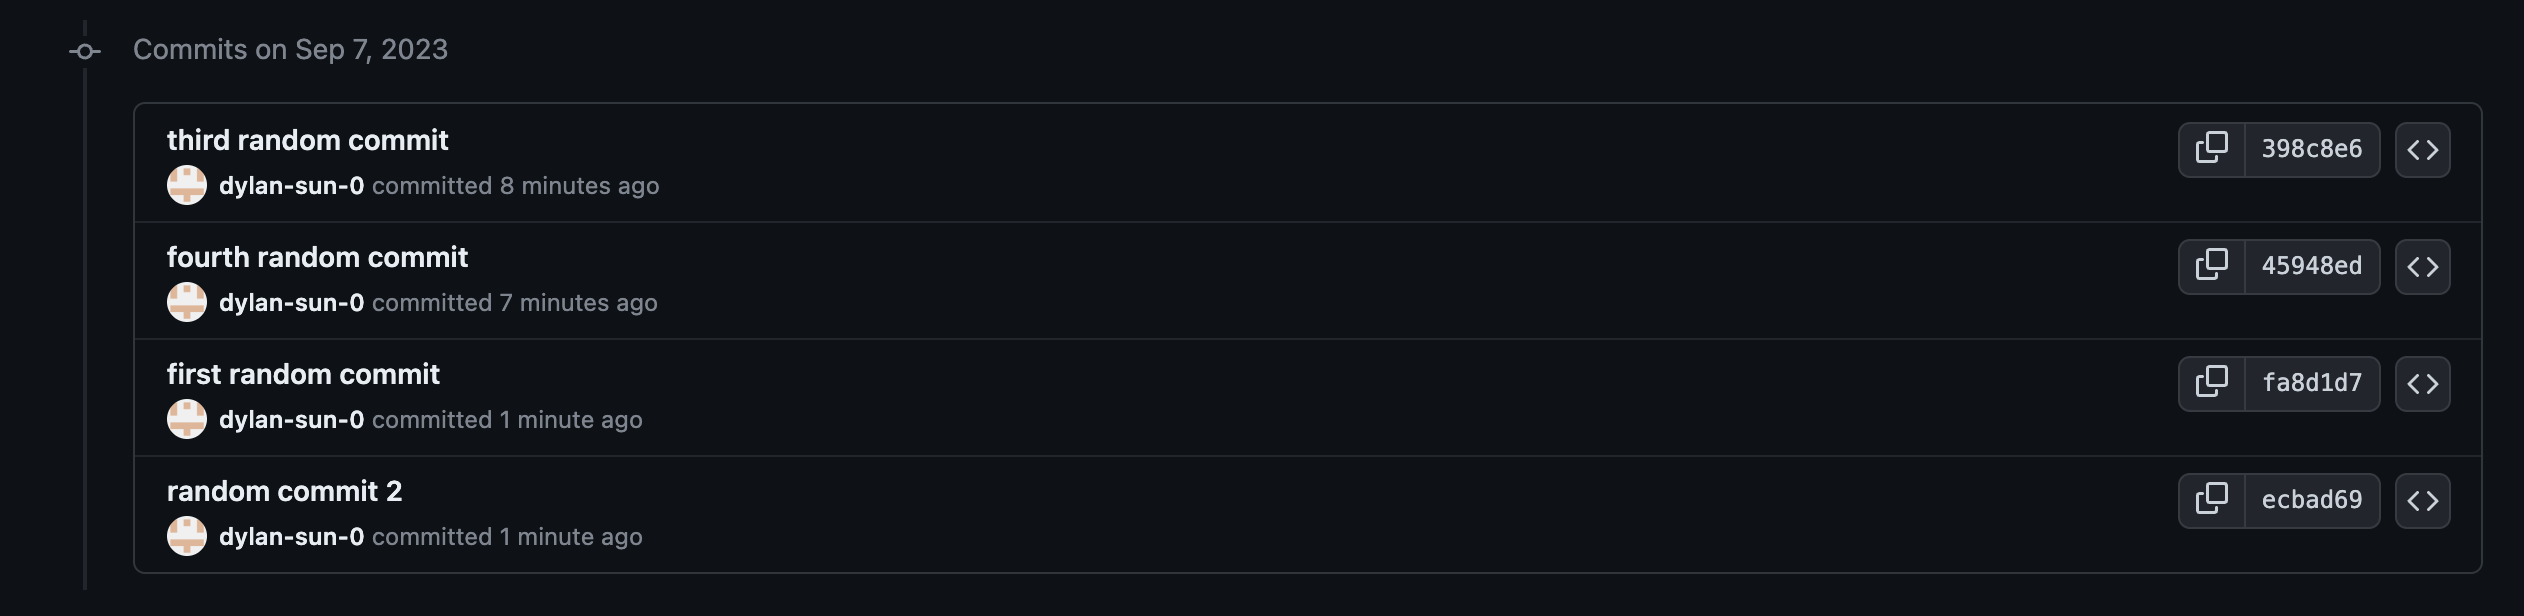 Commits on Sep 7, 2023
third random commit
dylan-sun-0 committed 8 minutes ago
398c8e6
fourth random commit
dylan-sun-0 committed 7 minutes ago
45948ed
first random commit
dylan-sun-0 committed 1 minute ago
fa8d1d7
random commit 2
dylan-sun-0 committed 1 minute ago
ecbad69